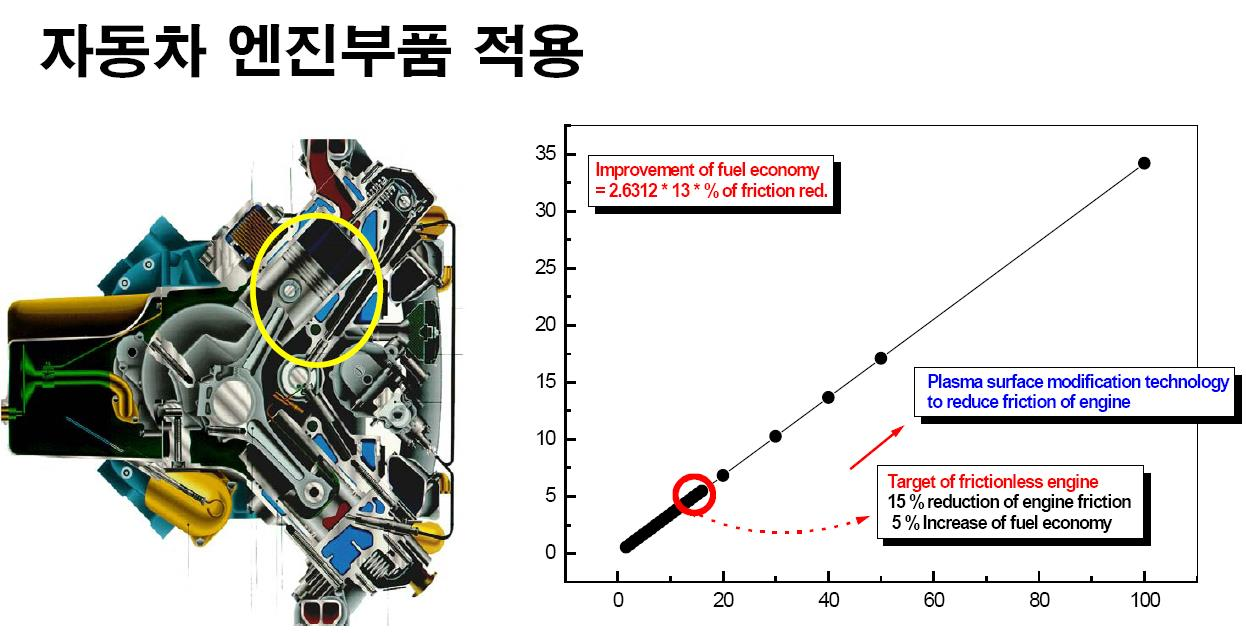 자동차 엔진부품 적용
35
30
25
20
15
10
5
0
0 20 40 60 80 100
Improvement of fuel economy
= 2.6312 * 13 * % of friction red.
Plasma surface modification technology
to reduce friction of engine
Target of frictionless engine
15 % reduction of engine friction
5 % Increase of fuel economy